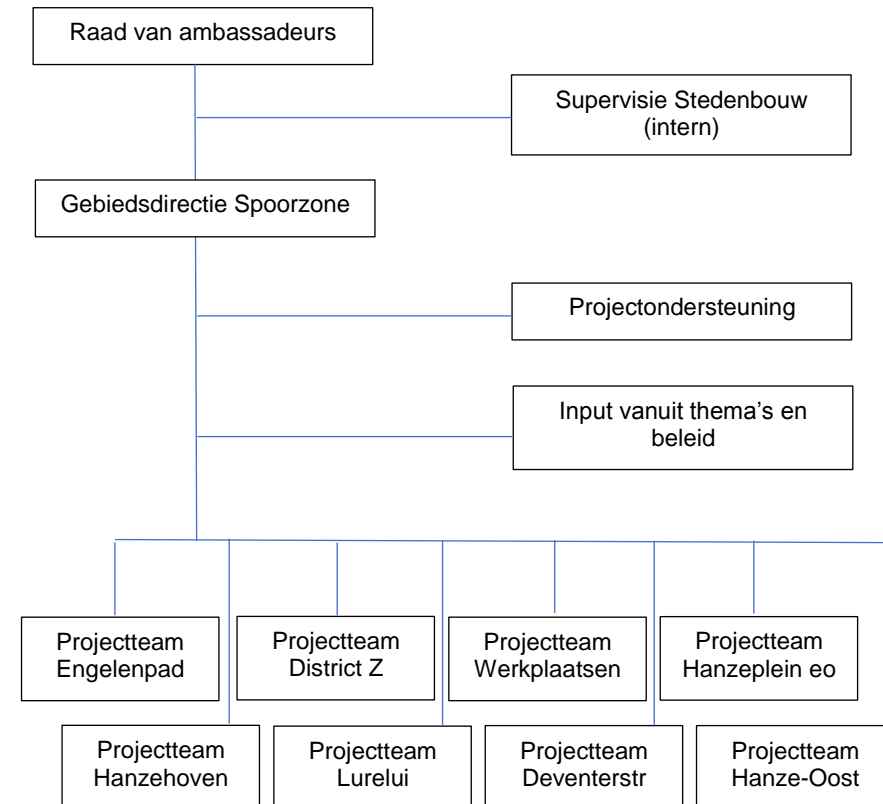 Raad van ambassadeurs
Supervisie Stedenbouw
(intern)
Gebiedsdirectie Spoorzone
Projectondersteuning
Input vanuit thema’s en
beleid
Projectteam
Engelenpad
Projectteam
District Z
Projectteam
Werkplaatsen
Projectteam
Hanzeplein eo
Projectteam
Hanzehoven
Projectteam
Lurelui
Projectteam
Deventerstr
Projectteam
Hanze-Oost